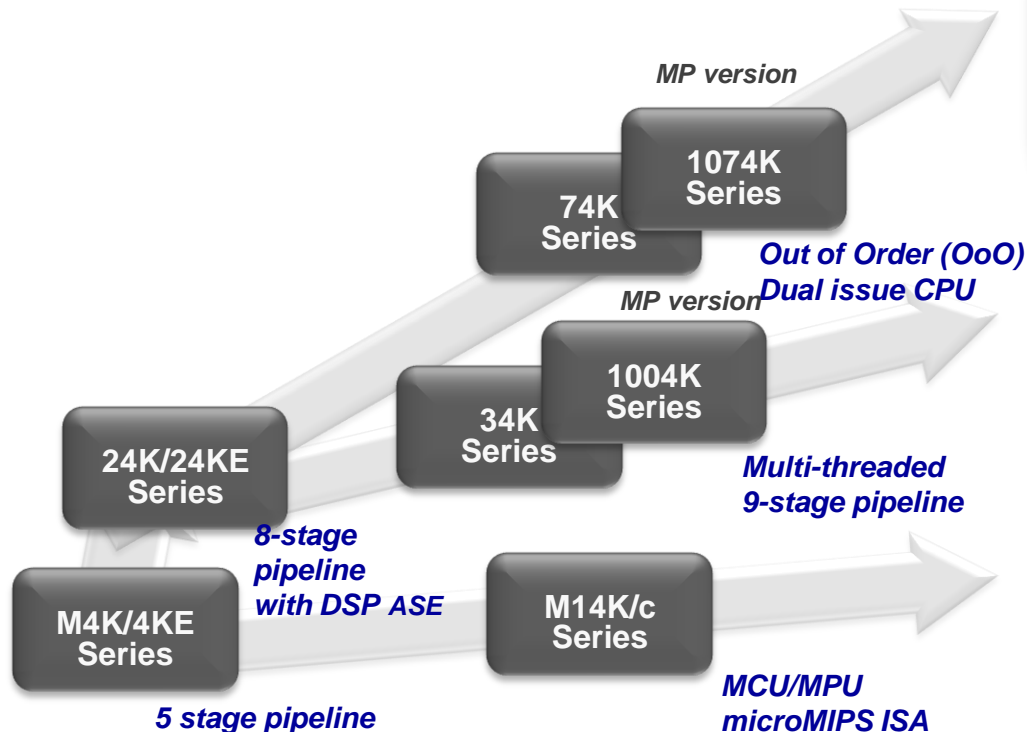 MP version
1074K
Series
74K
Series
Out of Order (OoO)
Dual issue CPU
MP version
1004K
Series
34K
Series
24K/24KE
Series
Multi-threaded
9-stage pipeline
8-stage
pipeline
with DSP ASE
M14K/c
Series
M4K/4KE
Series
MCU/MPU
microMIPS ISA
5 stage pipeline